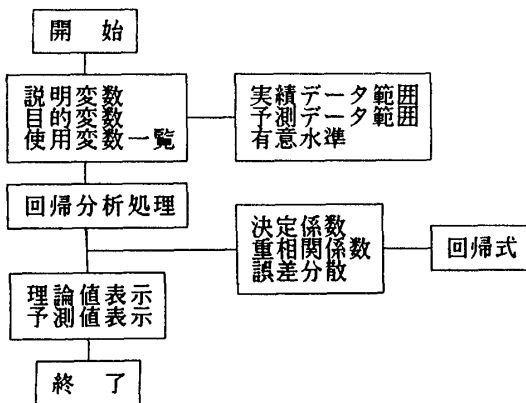 開 始
説明変数
目的変数
使用変数一覧
実績データ範囲
予測データ範囲
有意水準
回帰分析処理
決定係数
重相関係数
誤差分散
回帰式
理論値表示
予測値表示
終 了